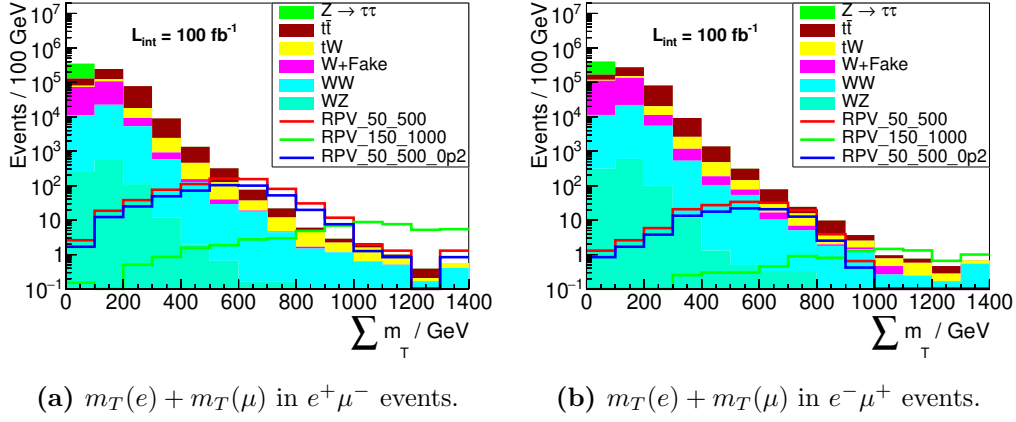 Events / 100 GeV
10⁷
10⁶
10⁵
10⁴
10³
10²
10
1
10⁻¹
L_int = 100 fb⁻¹
Z → ττ
tt̄
tW
W+Fake
WW
WZ
RPV_50_500
RPV_150_1000
RPV_50_500_0p2
0 200 400 600 800 1000 1200 1400
∑ m_T / GeV
(a) m_T(e) + m_T(μ) in e⁺μ⁻ events.
Events / 100 GeV
10⁷
10⁶
10⁵
10⁴
10³
10²
10
1
10⁻¹
L_int = 100 fb⁻¹
Z → ττ
tt̄
tW
W+Fake
WW
WZ
RPV_50_500
RPV_150_1000
RPV_50_500_0p2
0 200 400 600 800 1000 1200 1400
∑ m_T / GeV
(b) m_T(e) + m_T(μ) in e⁻μ⁺ events.